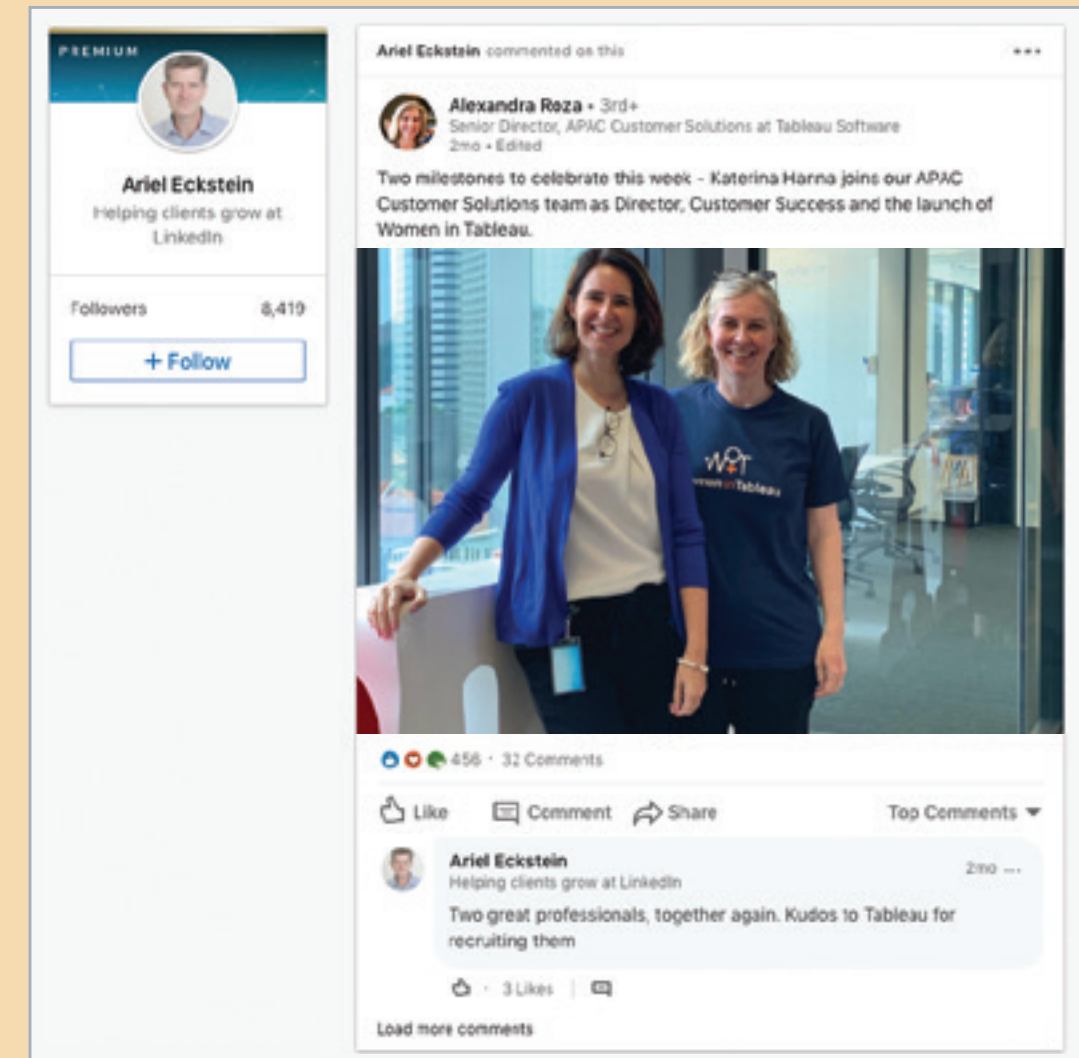 PREMIUM
Ariel Eckstein
Helping clients grow at
LinkedIn
Followers 8,419
+ Follow
Ariel Eckstein commented on this
Alexandra Roza • 3rd+
Senior Director, APAC Customer Solutions at Tableau Software
2mo • Edited
Two milestones to celebrate this week - Katerina Hanna joins our APAC
Customer Solutions team as Director, Customer Success and the launch of
Women in Tableau.
WiT
womeninTableau
456 · 32 Comments
Like Comment Share Top Comments
Ariel Eckstein 2mo ...
Helping clients grow at LinkedIn
Two great professionals, together again. Kudos to Tableau for
recruiting them
· 3 Likes |
Load more comments